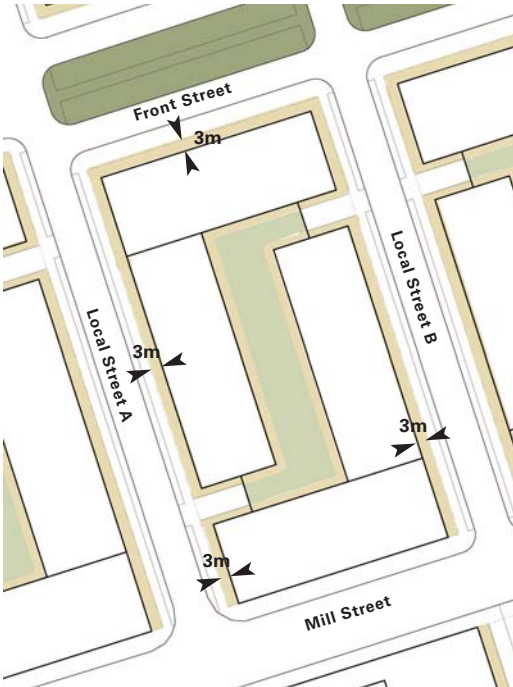 Front Street
3m
Local Street B
Local Street A
3m
3m
3m
Mill Street